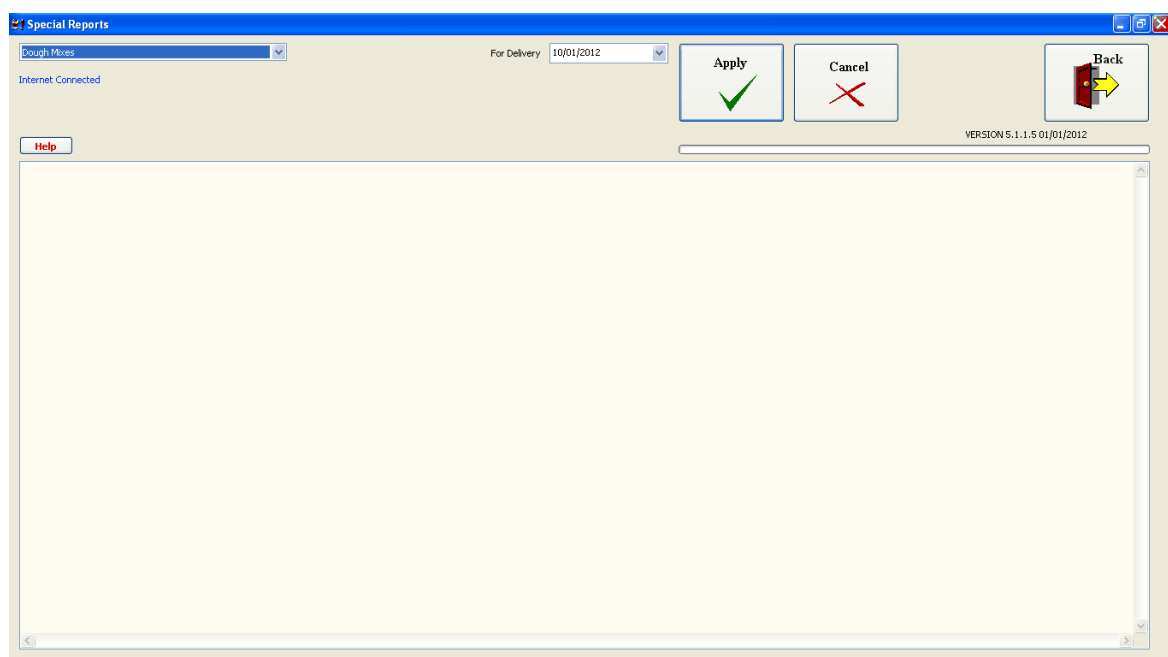 Special Reports
Dough Mixes
For Delivery 10/01/2012
Apply
Cancel
Back
Internet Connected
VERSION 5.1.1.5 01/01/2012
Help